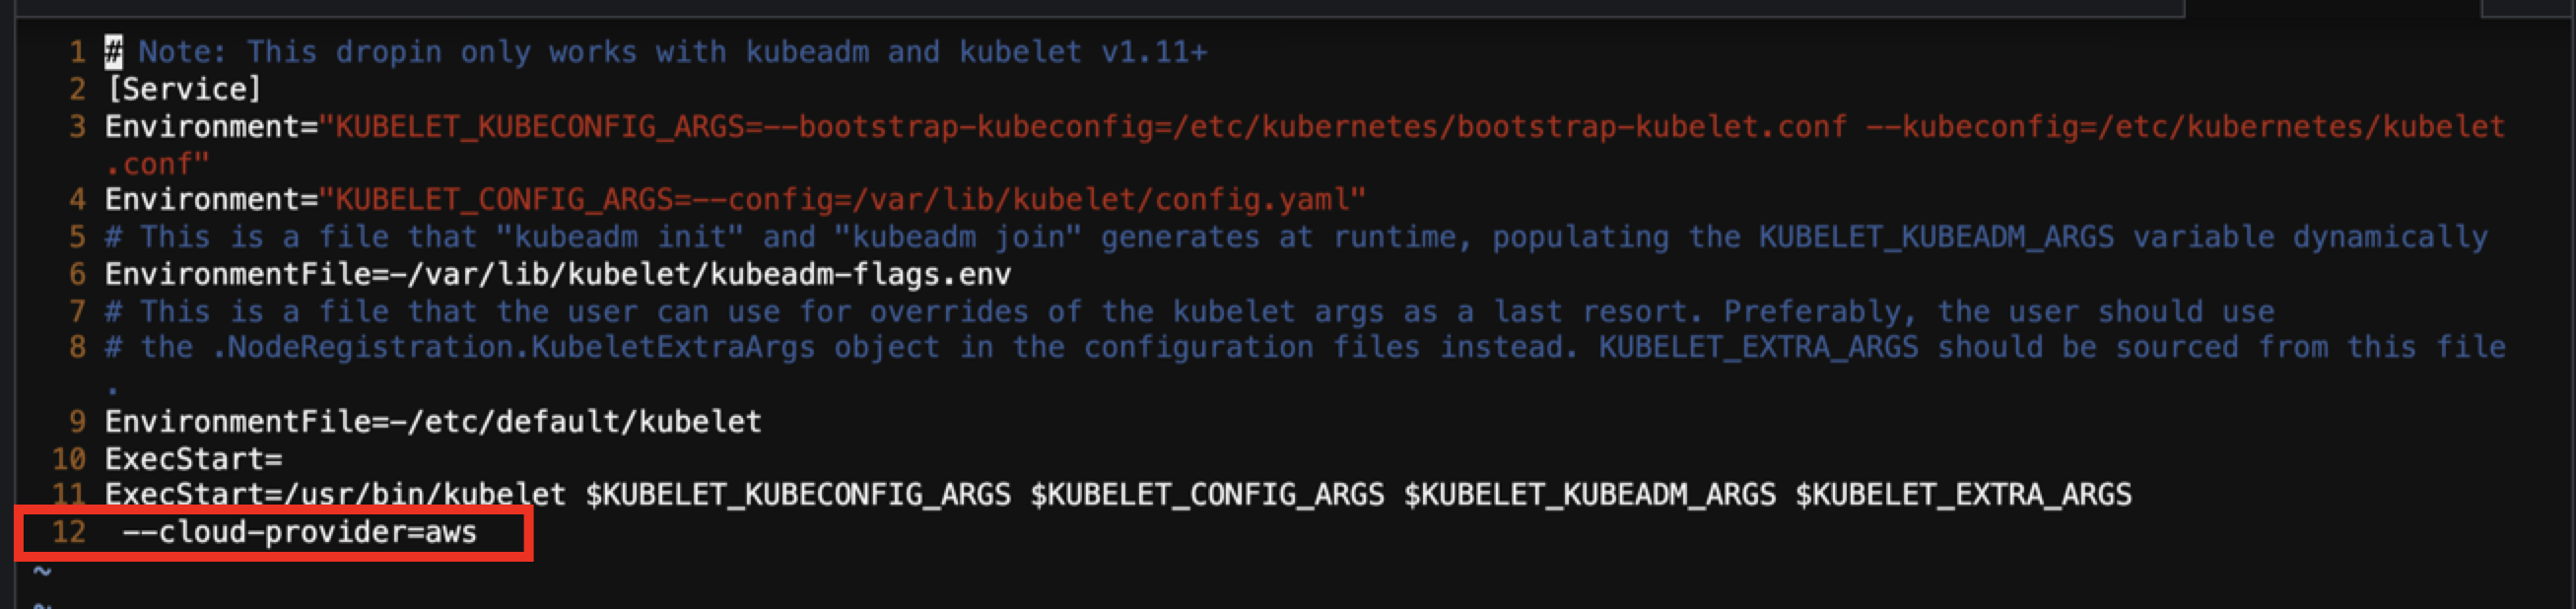 1 # Note: This dropin only works with kubeadm and kubelet v1.11+
2 [Service]
3 Environment="KUBELET_KUBECONFIG_ARGS=--bootstrap-kubeconfig=/etc/kubernetes/bootstrap-kubelet.conf --kubeconfig=/etc/kubernetes/kubelet
.conf"
4 Environment="KUBELET_CONFIG_ARGS=--config=/var/lib/kubelet/config.yaml"
5 # This is a file that "kubeadm init" and "kubeadm join" generates at runtime, populating the KUBELET_KUBEADM_ARGS variable dynamically
6 EnvironmentFile=-/var/lib/kubelet/kubeadm-flags.env
7 # This is a file that the user can use for overrides of the kubelet args as a last resort. Preferably, the user should use
8 # the .NodeRegistration.KubeletExtraArgs object in the configuration files instead. KUBELET_EXTRA_ARGS should be sourced from this file
.
9 EnvironmentFile=-/etc/default/kubelet
10 ExecStart=
11 ExecStart=/usr/bin/kubelet $KUBELET_KUBECONFIG_ARGS $KUBELET_CONFIG_ARGS $KUBELET_KUBEADM_ARGS $KUBELET_EXTRA_ARGS
12 --cloud-provider=aws
~
~